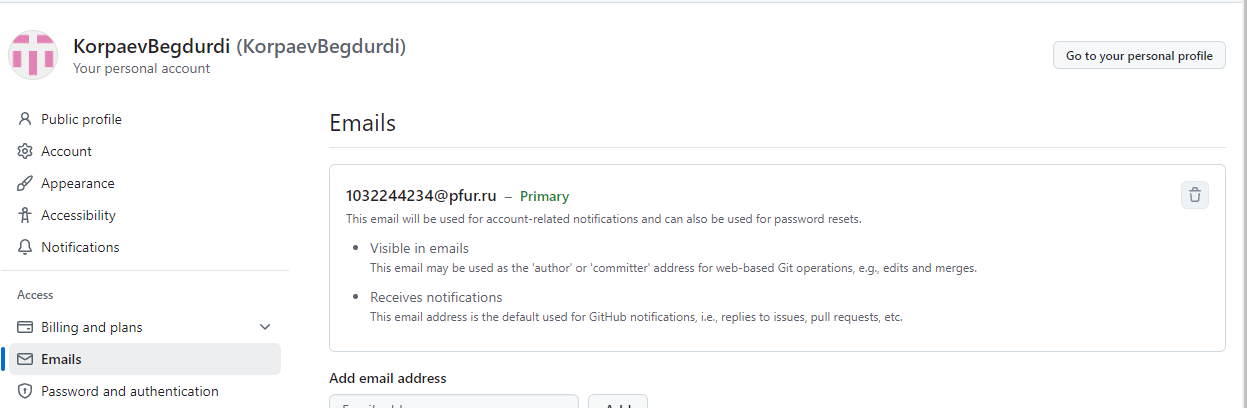 KorpaevBegdurdi (KorpaevBegdurdi)
Your personal account
Go to your personal profile
Public profile
Account
Appearance
Accessibility
Notifications
Access
Billing and plans
Emails
Password and authentication
Emails
1032244234@pfur.ru – Primary
This email will be used for account-related notifications and can also be used for password resets.
• Visible in emails
This email may be used as the 'author' or 'committer' address for web-based Git operations, e.g., edits and merges.
• Receives notifications
This email address is the default used for GitHub notifications, i.e., replies to issues, pull requests, etc.
Add email address